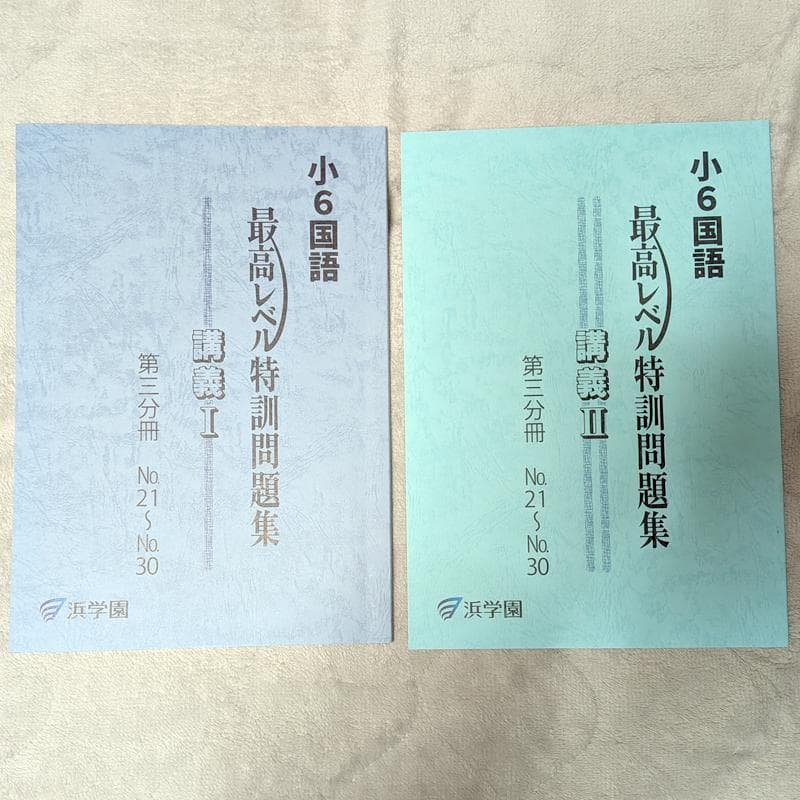 小6国語
最高レベル特訓問題集
講義I
第三分冊 No.21～No.30
浜学園
小6国語
最高レベル特訓問題集
講義II
第三分冊 No.21～No.30
浜学園